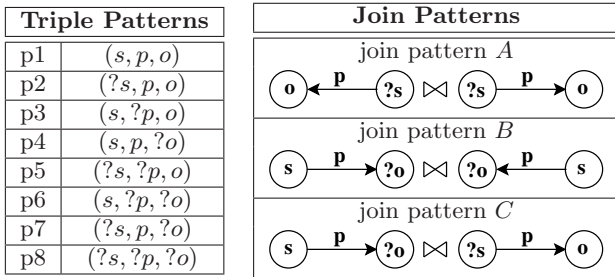 Triple Patterns
p1 (s, p, o)
p2 (?s, p, o)
p3 (s, ?p, o)
p4 (s, p, ?o)
p5 (?s, ?p, o)
p6 (s, ?p, ?o)
p7 (?s, p, ?o)
p8 (?s, ?p, ?o)
Join Patterns
join pattern A
o p ?s ⋈ ?s p o
join pattern B
s p ?o ⋈ ?o p s
join pattern C
s p ?o ⋈ ?s p o